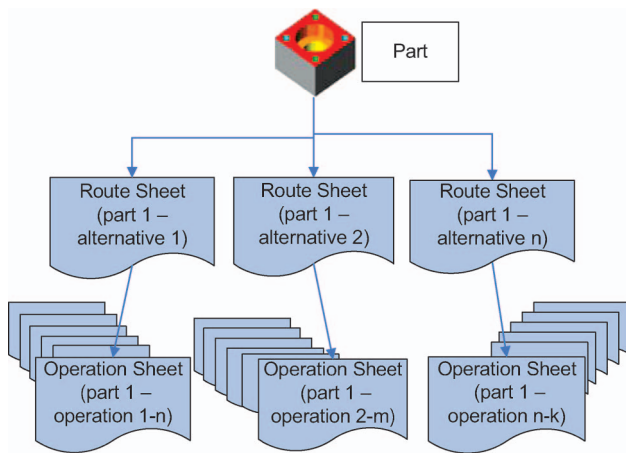 Part
Route Sheet
(part 1 –
alternative 1)
Route Sheet
(part 1 –
alternative 2)
Route Sheet
(part 1 –
alternative n)
Operation Sheet
(part 1 –
operation 1-n)
Operation Sheet
(part 1 –
operation 2-m)
Operation Sheet
(part 1 –
operation n-k)